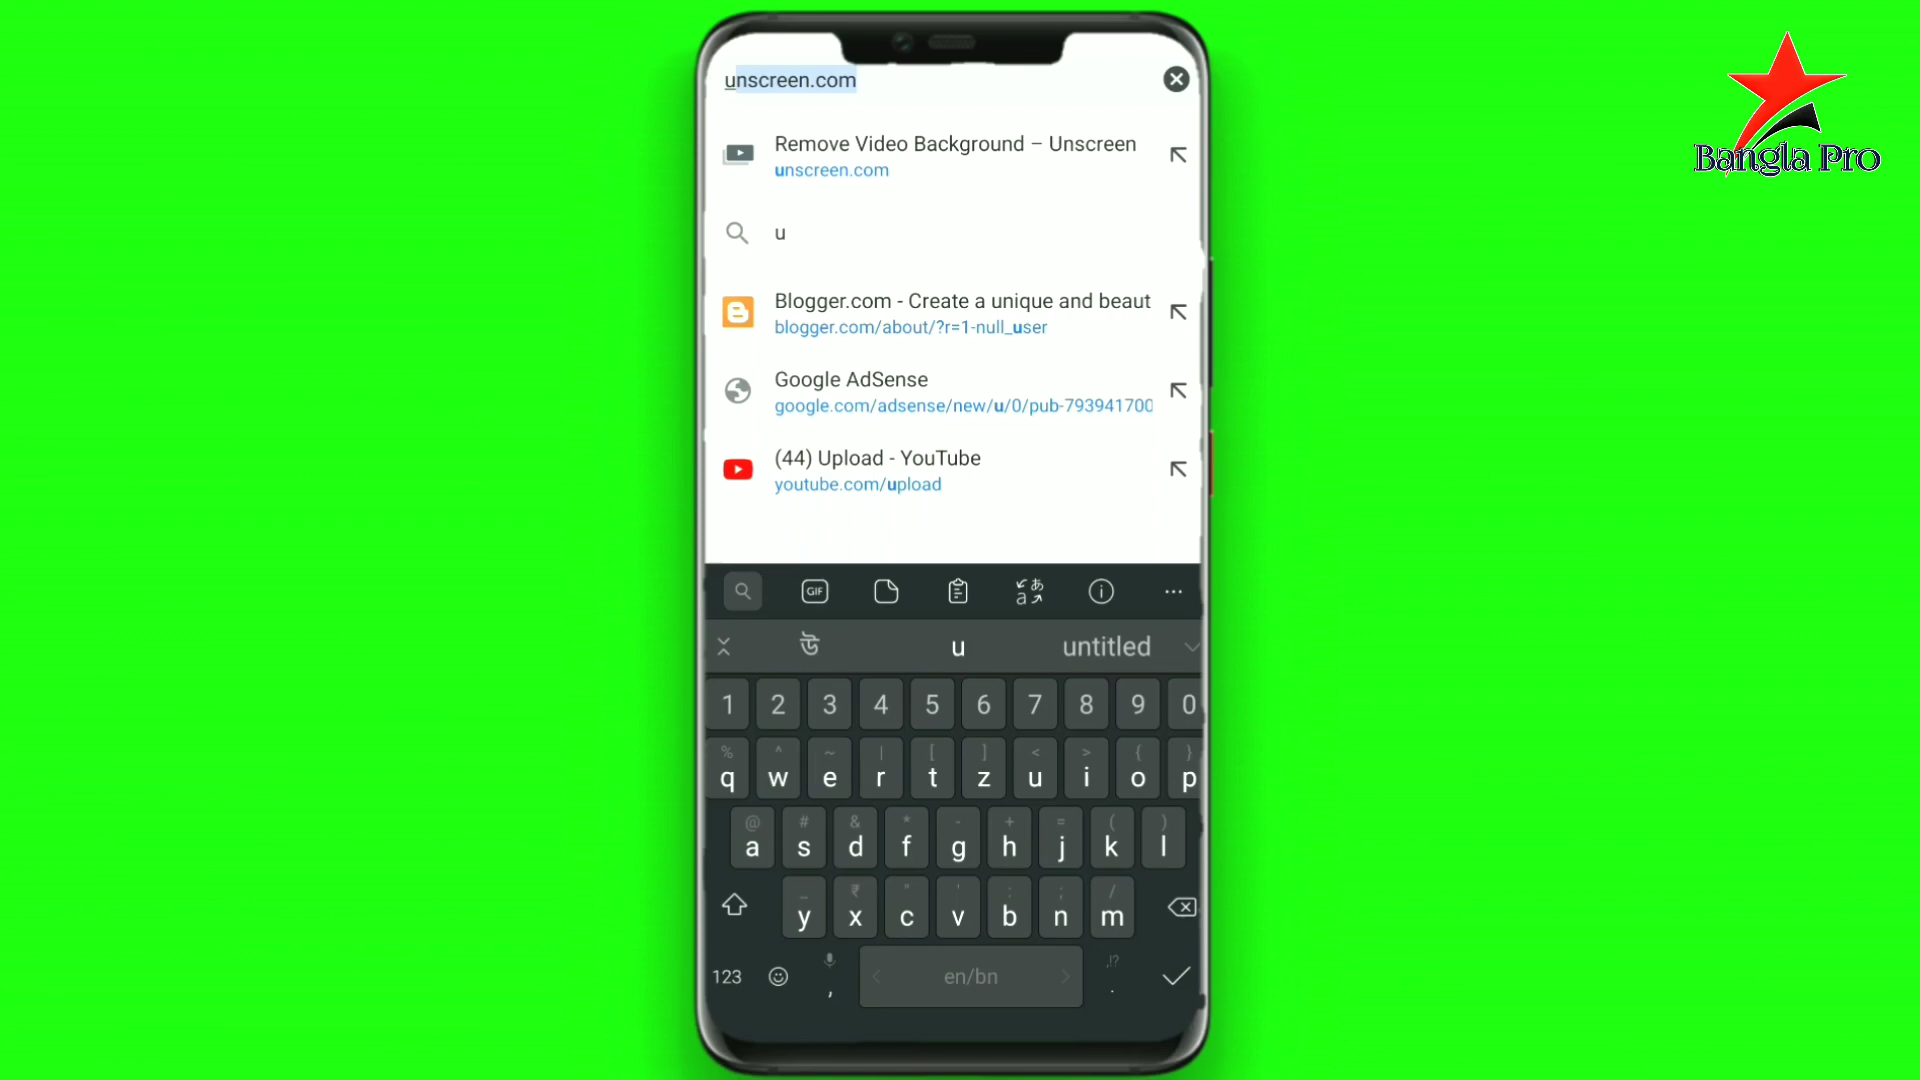 unscreen.com
Bangla Pro
Remove Video Background – Unscreen
unscreen.com
u
Blogger.com - Create a unique and beaut
blogger.com/about/?r=1-null_user
Google AdSense
google.com/adsense/new/u/0/pub-793941700
(44) Upload - YouTube
youtube.com/upload
GIF
あ
a
উ u untitled
1 2 3 4 5 6 7 8 9 0
% ^ ~ | [ ] < > { }
q w e r t z u i o p
@ # & * - + = ( )
a s d f g h j k l
_ ₹ " ' : ; /
y x c v b n m
,!?
123 , en/bn .